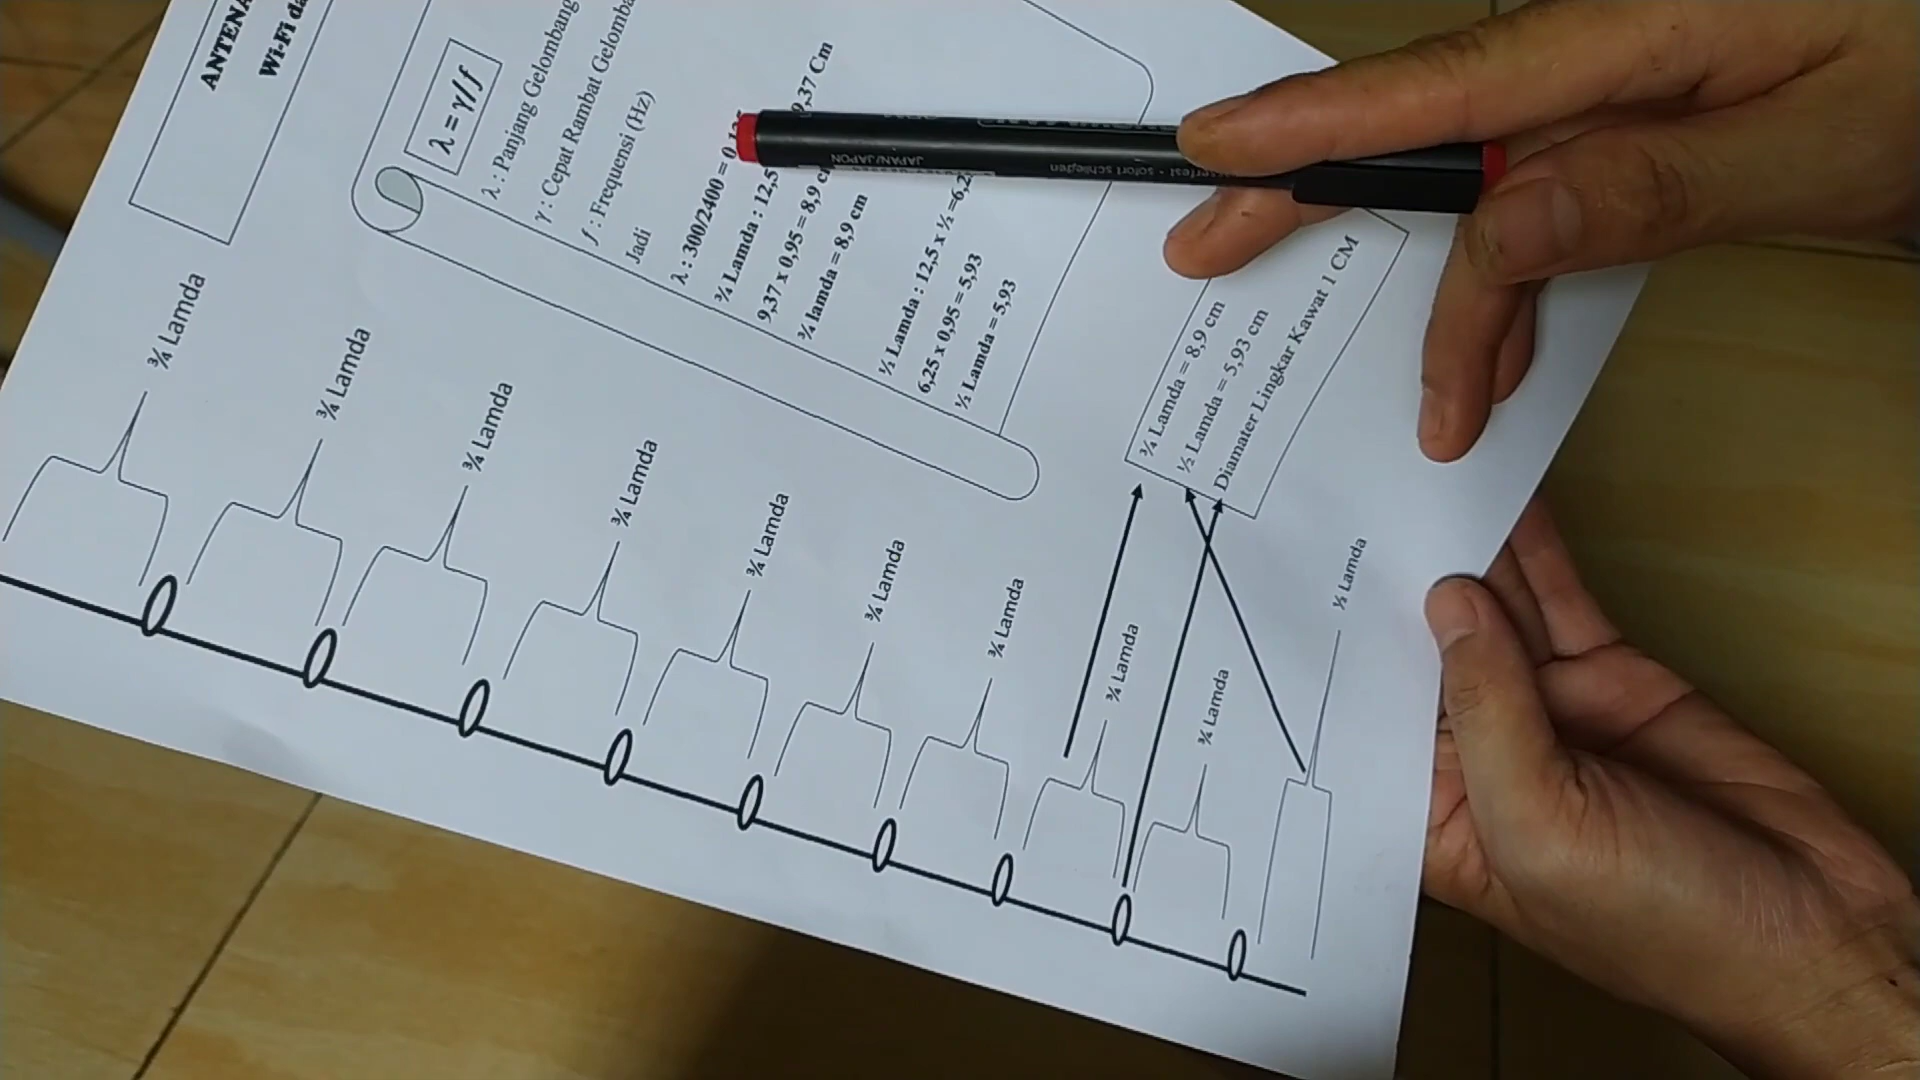 ANTENA
Wi-Fi da
λ = γ/f
λ : Panjang Gelombang
γ : Cepat Rambat Gelomba
f : Frekuensi (Hz)
Jadi
λ : 300/2400 = 0,125
¾ Lamda : 12,5 9,37 Cm
9,37 x 0,95 = 8,9 c
¾ lamda = 8,9 cm
½ Lamda : 12,5 x ½ =6,2
6,25 x 0,95 = 5,93
½ Lamda = 5,93
¾ Lamda = 8,9 cm
½ Lamda = 5,93 cm
Diamater Lingkar Kawat 1 CM
¾ Lamda
¾ Lamda
¾ Lamda
¾ Lamda
¾ Lamda
¾ Lamda
¾ Lamda
¾ Lamda
¾ Lamda
½ Lamda
JAPAN/JAPON